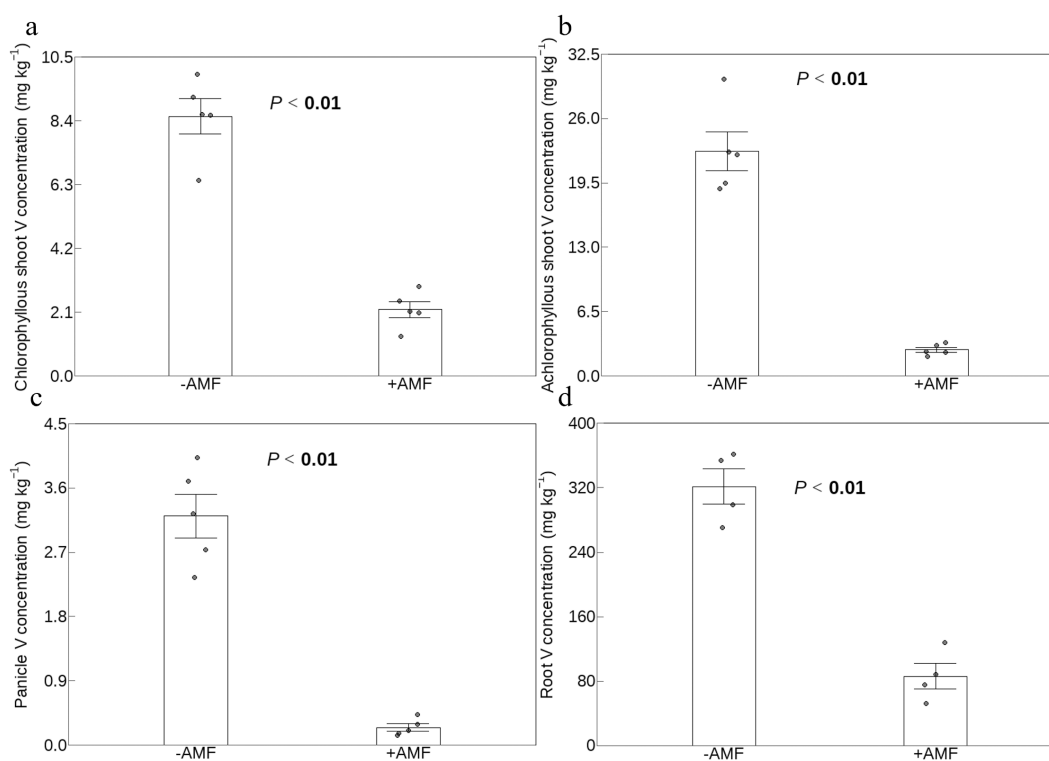 a
Chlorophyllous shoot V concentration (mg kg⁻¹)
10.5
8.4
6.3
4.2
2.1
0.0
P < 0.01
-AMF
+AMF
b
Achlorophyllous shoot V concentration (mg kg⁻¹)
32.5
26.0
19.5
13.0
6.5
0.0
P < 0.01
-AMF
+AMF
c
Panicle V concentration (mg kg⁻¹)
4.5
3.6
2.7
1.8
0.9
0.0
P < 0.01
-AMF
+AMF
d
Root V concentration (mg kg⁻¹)
400
320
240
160
80
0
P < 0.01
-AMF
+AMF